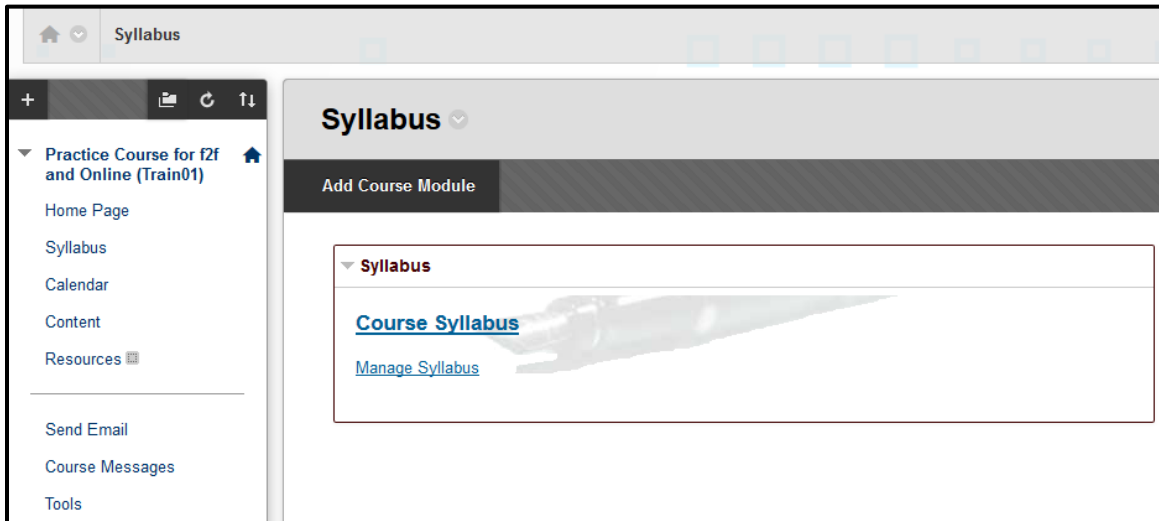 Syllabus
Practice Course for f2f
and Online (Train01)
Home Page
Syllabus
Calendar
Content
Resources
Send Email
Course Messages
Tools
Syllabus
Add Course Module
Syllabus
Course Syllabus
Manage Syllabus